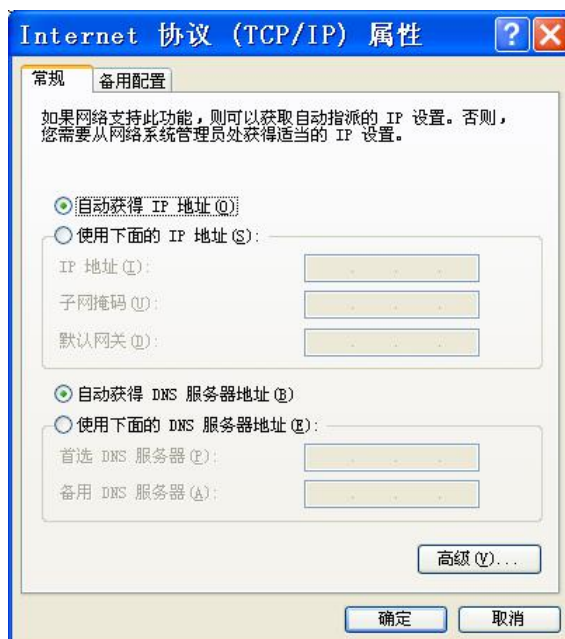 Internet 协议 (TCP/IP) 属性
常规
备用配置
如果网络支持此功能,则可以获取自动指派的 IP 设置。否则,
您需要从网络系统管理员处获得适当的 IP 设置。
自动获得 IP 地址(O)
使用下面的 IP 地址(S):
IP 地址(I):
子网掩码(U):
默认网关(D):
自动获得 DNS 服务器地址(B)
使用下面的 DNS 服务器地址(E):
首选 DNS 服务器(P):
备用 DNS 服务器(A):
高级(V)...
确定
取消